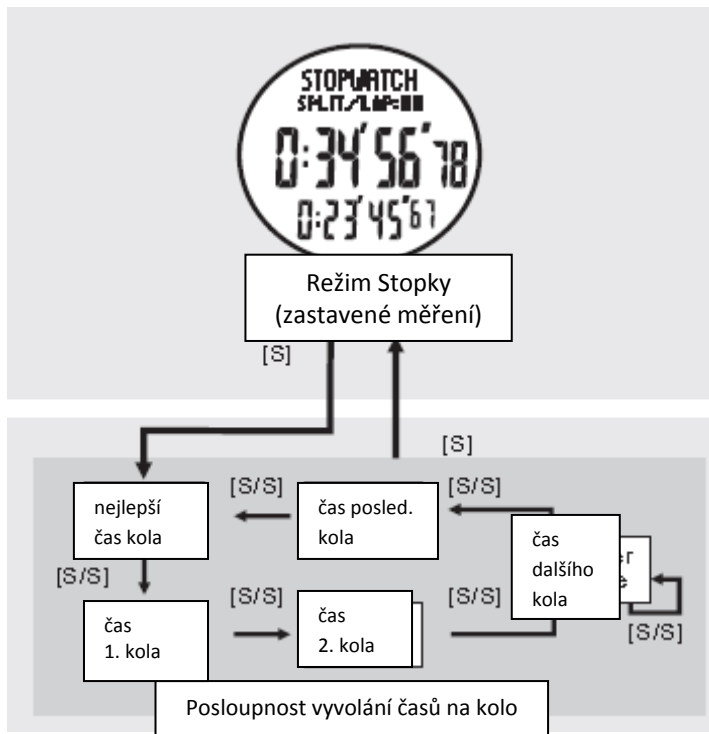 STOPWATCH
SPLIT/LAP:
0:34'56"78
0:23'45"67
Režim Stopky
(zastavené měření)
[S]
[S]
nejlepší
čas kola
[S/S]
čas posled.
kola
[S/S]
čas
dalšího
kola
[S/S]
čas
1. kola
[S/S]
čas
2. kola
[S/S]
[S/S]
Posloupnost vyvolání časů na kolo